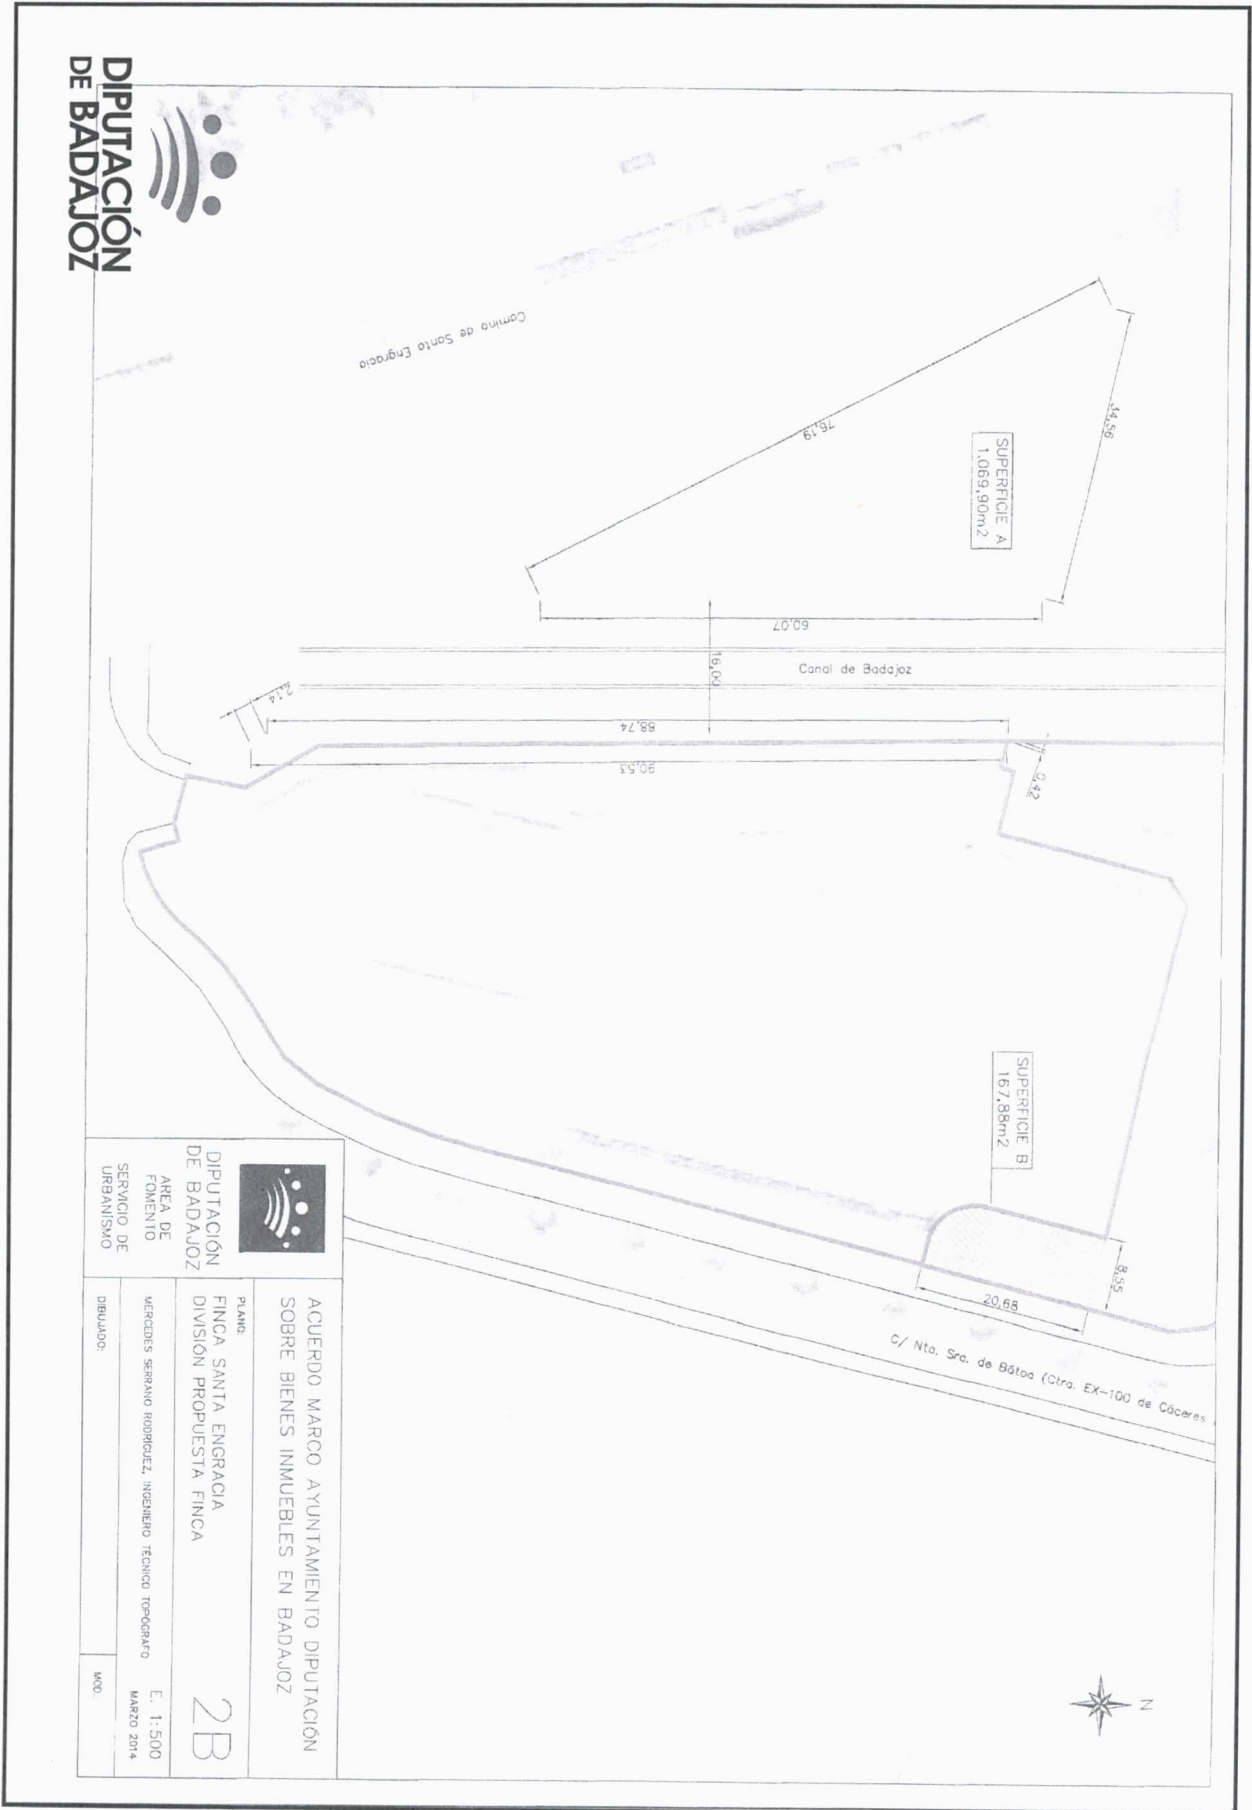 DIPUTACIÓN
DE BADAJOZ
Camino de Santa Engracia
76,19
34,56
SUPERFICIE A
1.069,90m2
60,07
16,00
Canal de Badajoz
2,14
88,74
90,53
0,42
SUPERFICIE B
167,88m2
8,55
20,68
C/ Nta. Sra. de Bótoa (Ctra. EX-100 de Cáceres
N
DIPUTACIÓN
DE BADAJOZ
AREA DE
FOMENTO
SERVICIO DE
URBANÍSMO
ACUERDO MARCO AYUNTAMIENTO DIPUTACIÓN
SOBRE BIENES INMUEBLES EN BADAJOZ
PLANO:
FINCA SANTA ENGRACIA
DIVISIÓN PROPUESTA FINCA
2B
MERCEDES SERRANO RODRÍGUEZ, INGENIERO TÉCNICO TOPÓGRAFO
E. 1:500
MARZO 2014
DIBUJADO:
MOD.